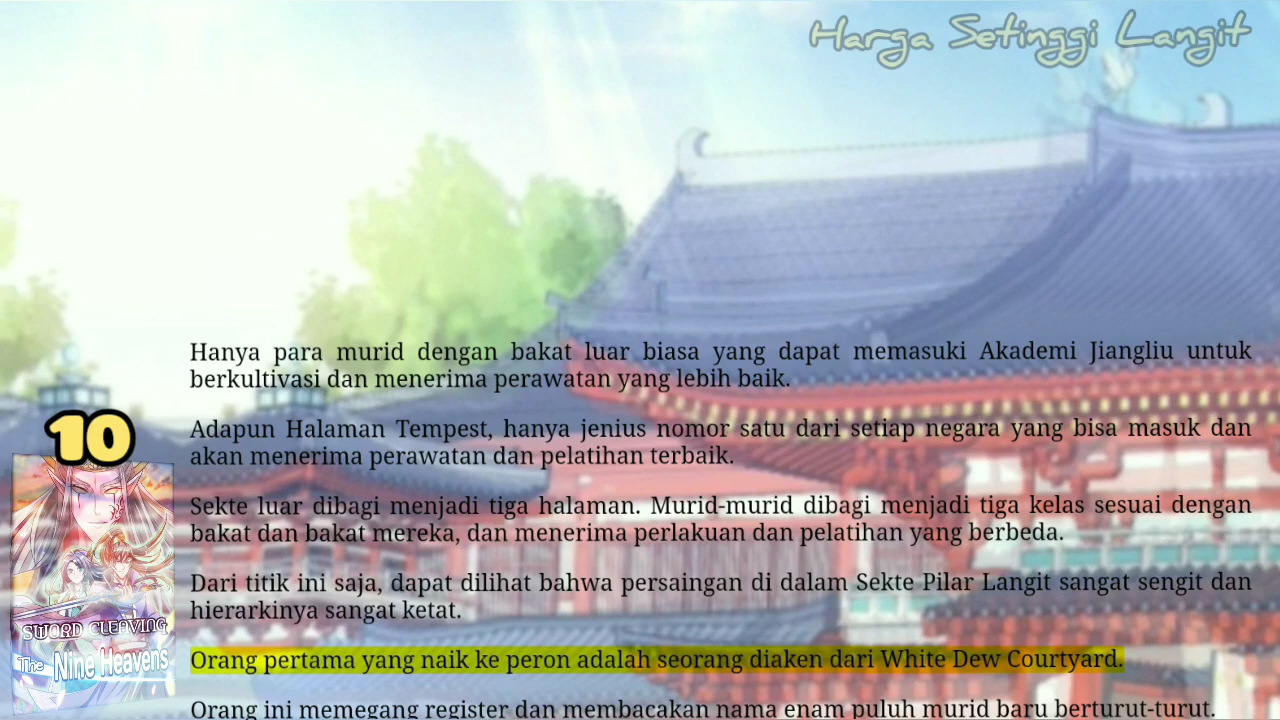 Harga Setinggi Langit
Hanya para murid dengan bakat luar biasa yang dapat memasuki Akademi Jiangliu untuk
berkultivasi dan menerima perawatan yang lebih baik.
Adapun Halaman Tempest, hanya jenius nomor satu dari setiap negara yang bisa masuk dan
akan menerima perawatan dan pelatihan terbaik.
Sekte luar dibagi menjadi tiga halaman. Murid-murid dibagi menjadi tiga kelas sesuai dengan
bakat dan bakat mereka, dan menerima perlakuan dan pelatihan yang berbeda.
Dari titik ini saja, dapat dilihat bahwa persaingan di dalam Sekte Pilar Langit sangat sengit dan
hierarkinya sangat ketat.
Orang pertama yang naik ke peron adalah seorang diaken dari White Dew Courtyard.
Orang ini memegang register dan membacakan nama enam puluh murid baru berturut-turut.
10
SWORD CLEAVING
The Nine Heavens